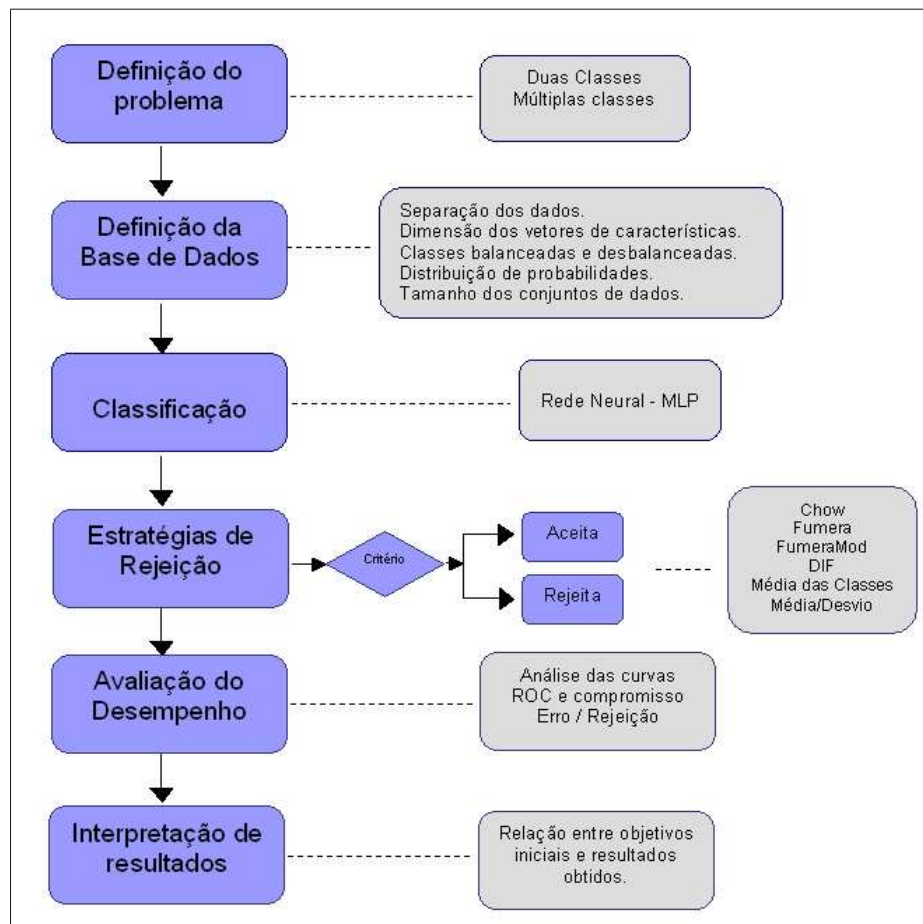 Definição do
problema
Duas Classes
Múltiplas classes
Definição da
Base de Dados
Separação dos dados.
Dimensão dos vetores de características.
Classes balanceadas e desbalanceadas.
Distribuição de probabilidades.
Tamanho dos conjuntos de dados.
Classificação
Rede Neural - MLP
Estratégias de
Rejeição
Critério
Aceita
Rejeita
Chow
Fumera
FumeraMod
DIF
Média das Classes
Média/Desvio
Avaliação do
Desempenho
Análise das curvas
ROC e compromisso
Erro / Rejeição
Interpretação de
resultados
Relação entre objetivos
iniciais e resultados
obtidos.